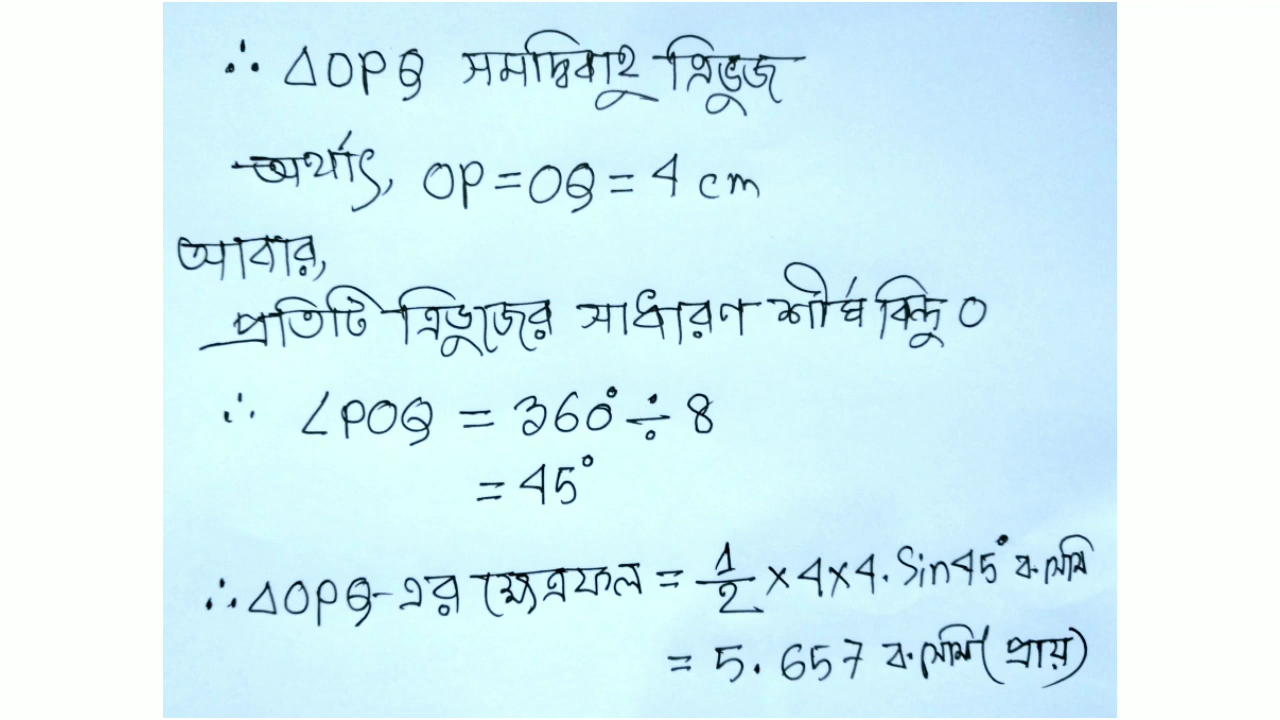 ∴ ΔOPQ সমদ্বিবাহু ত্রিভুজ
অর্থাৎ, OP = OQ = 4 cm
আবার,
প্রতিটি ত্রিভুজের সাধারণ শীর্ষ বিন্দু O
∴ ∠POQ = 360° ÷ 8
= 45°
∴ ΔOPQ-এর ক্ষেত্রফল = 1/2 × 4 × 4. Sin45° ব.সেমি
= 5.657 ব.সেমি (প্রায়)